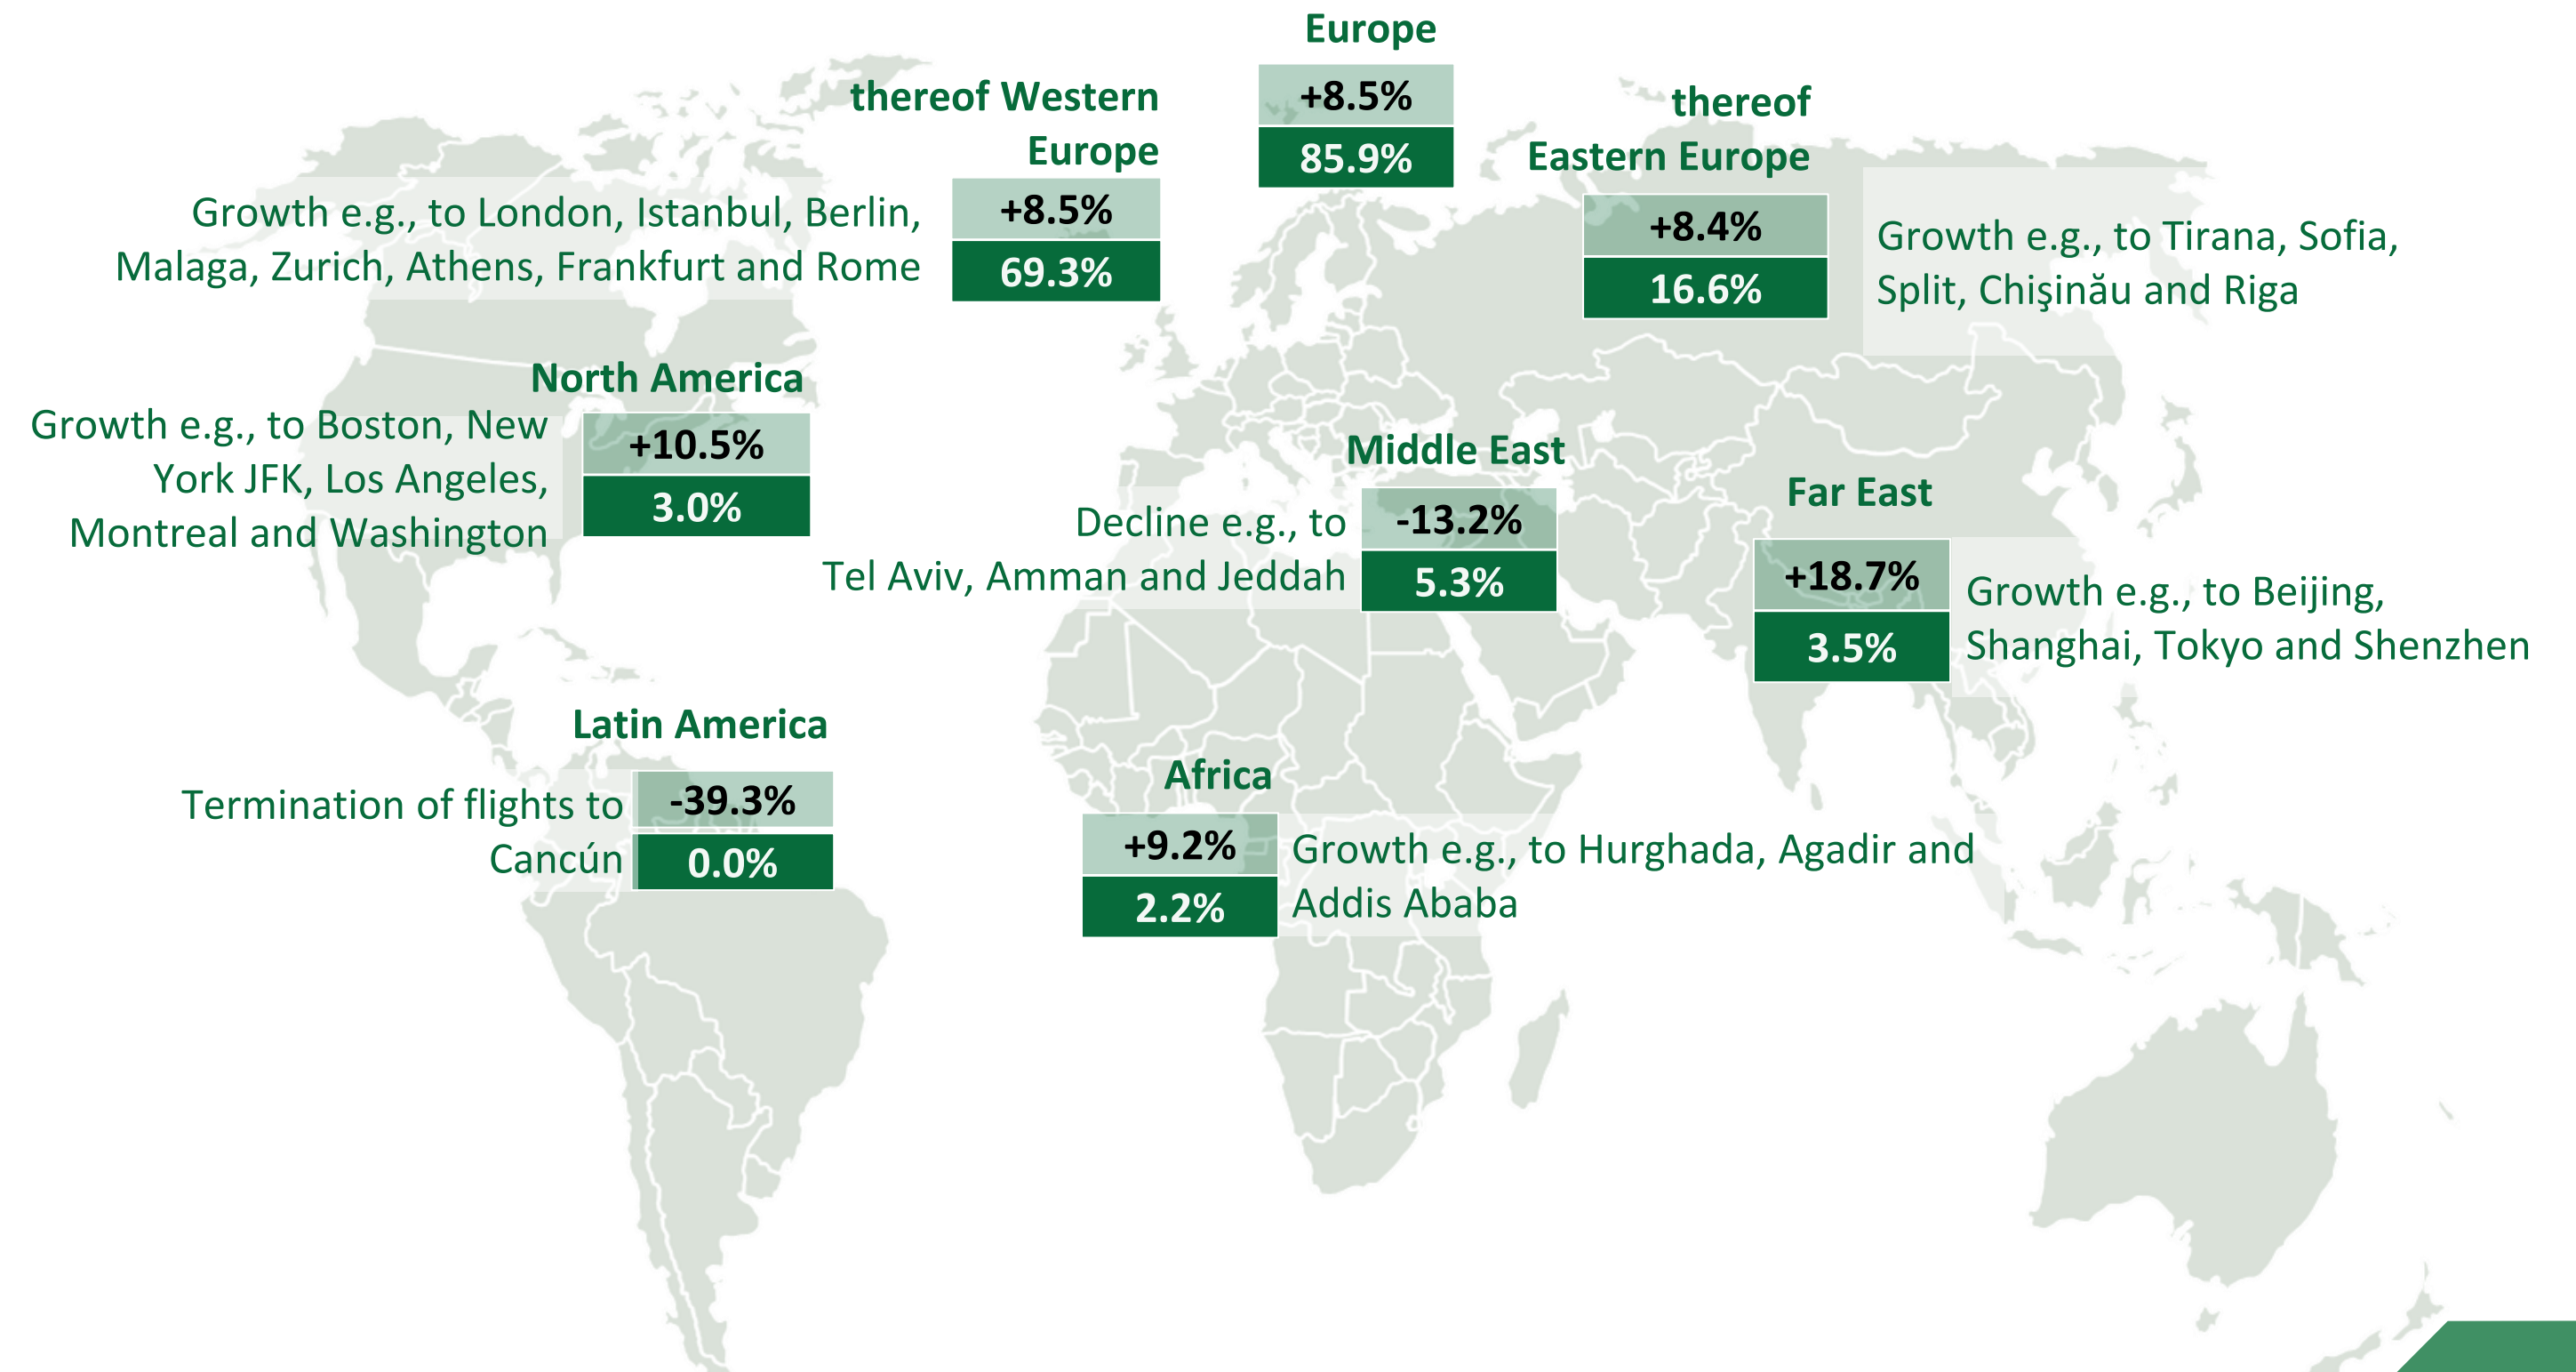 Europe
+8.5%
85.9%
thereof Western
Europe
+8.5%
69.3%
Growth e.g., to London, Istanbul, Berlin,
Malaga, Zurich, Athens, Frankfurt and Rome
thereof
Eastern Europe
+8.4%
16.6%
Growth e.g., to Tirana, Sofia,
Split, Chişinău and Riga
North America
+10.5%
3.0%
Growth e.g., to Boston, New
York JFK, Los Angeles,
Montreal and Washington
Middle East
-13.2%
5.3%
Decline e.g., to
Tel Aviv, Amman and Jeddah
Far East
+18.7%
3.5%
Growth e.g., to Beijing,
Shanghai, Tokyo and Shenzhen
Latin America
-39.3%
0.0%
Termination of flights to
Cancún
Africa
+9.2%
2.2%
Growth e.g., to Hurghada, Agadir and
Addis Ababa